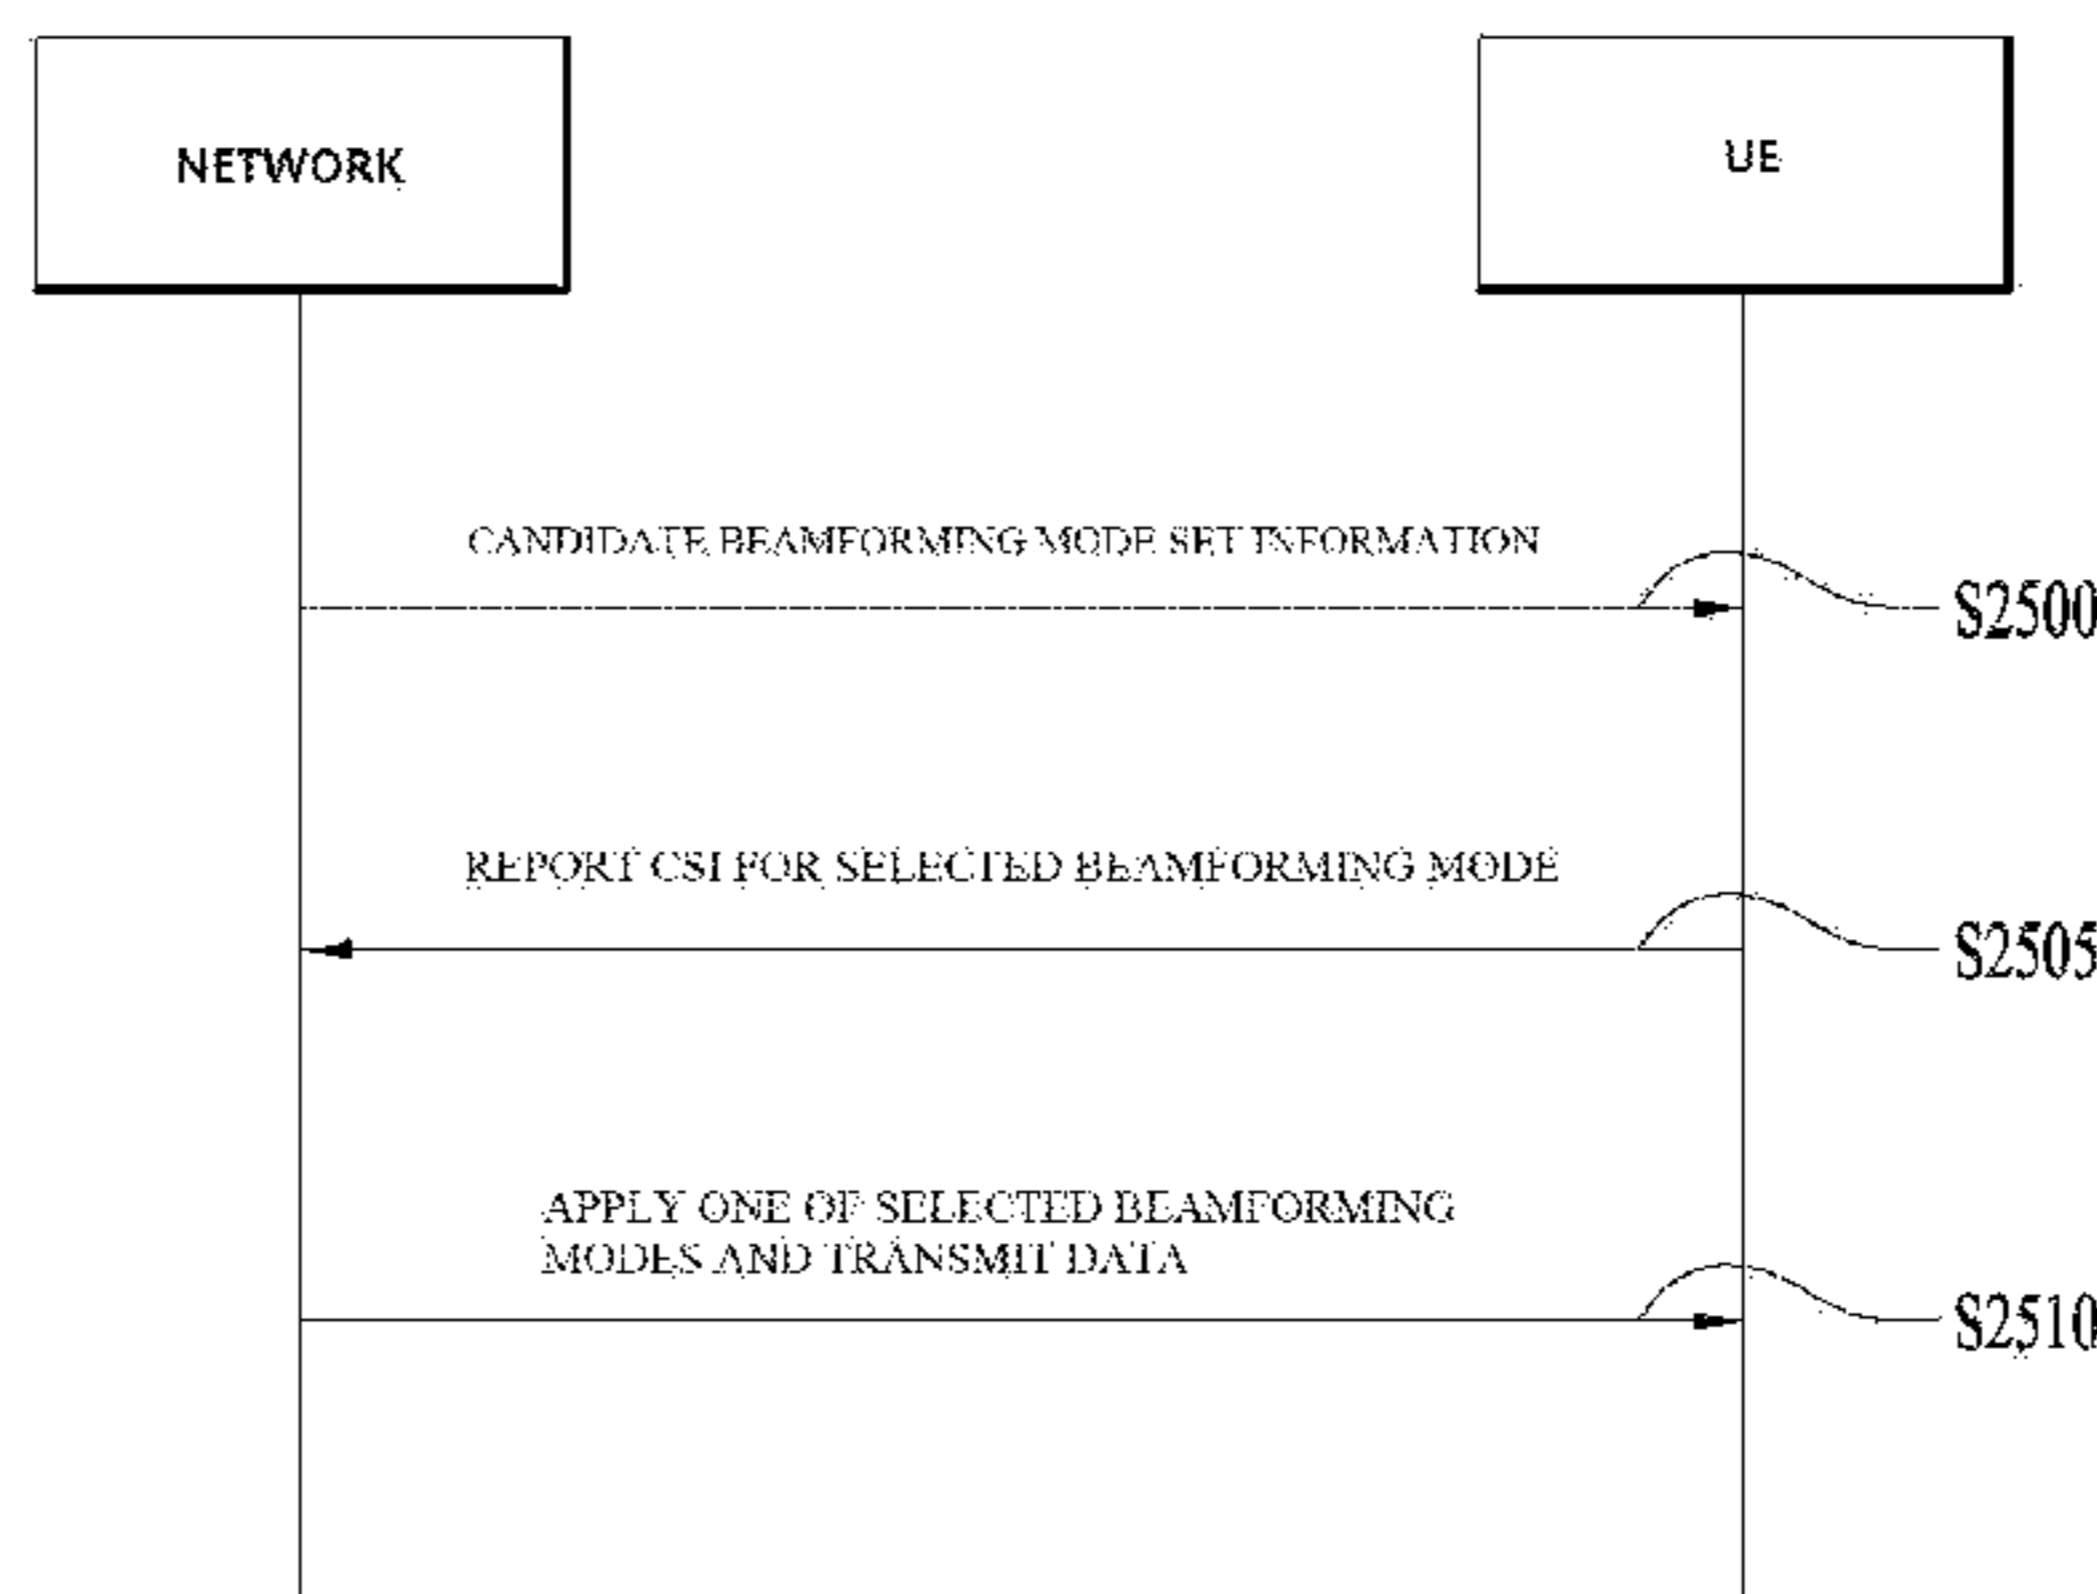 NETWORK
UE
CANDIDATE BEAMFORMING MODE SET INFORMATION
S2500
REPORT CSI FOR SELECTED BEAMFORMING MODE
S2505
APPLY ONE OF SELECTED BEAMFORMING
MODES AND TRANSMIT DATA
S2510